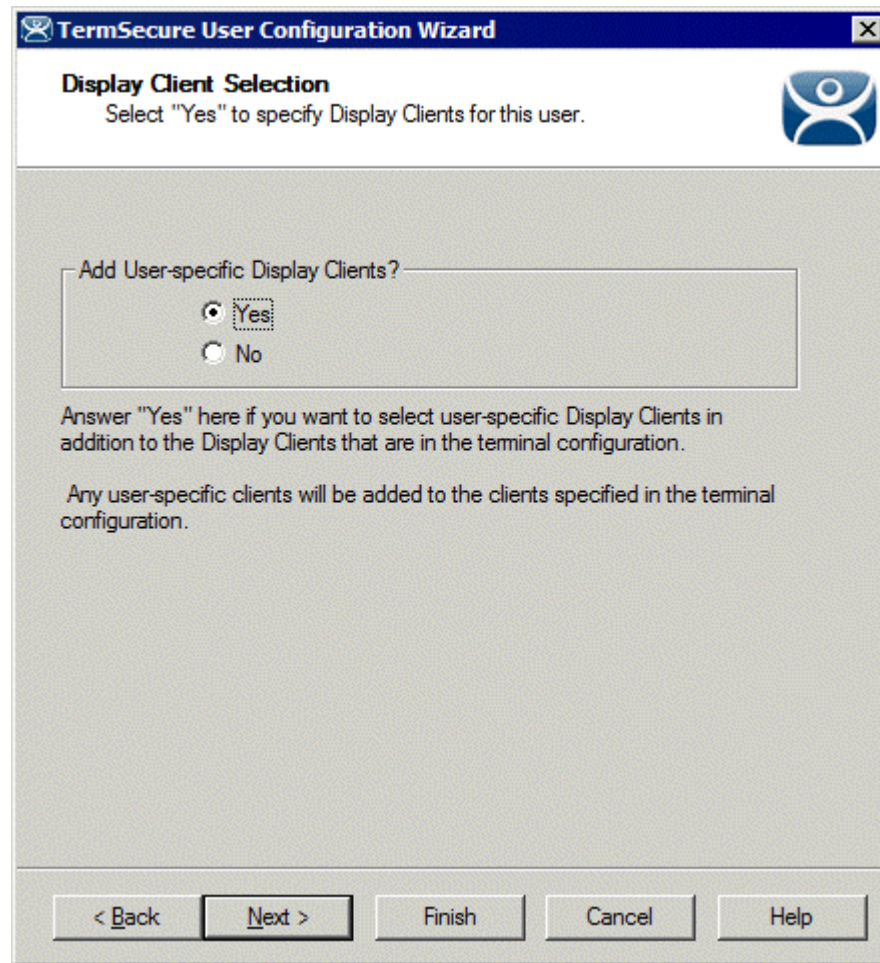 TermSecure User Configuration Wizard
Display Client Selection
Select "Yes" to specify Display Clients for this user.
Add User-specific Display Clients?
Yes
No
Answer "Yes" here if you want to select user-specific Display Clients in
addition to the Display Clients that are in the terminal configuration.
Any user-specific clients will be added to the clients specified in the terminal
configuration.
< Back Next > Finish Cancel Help